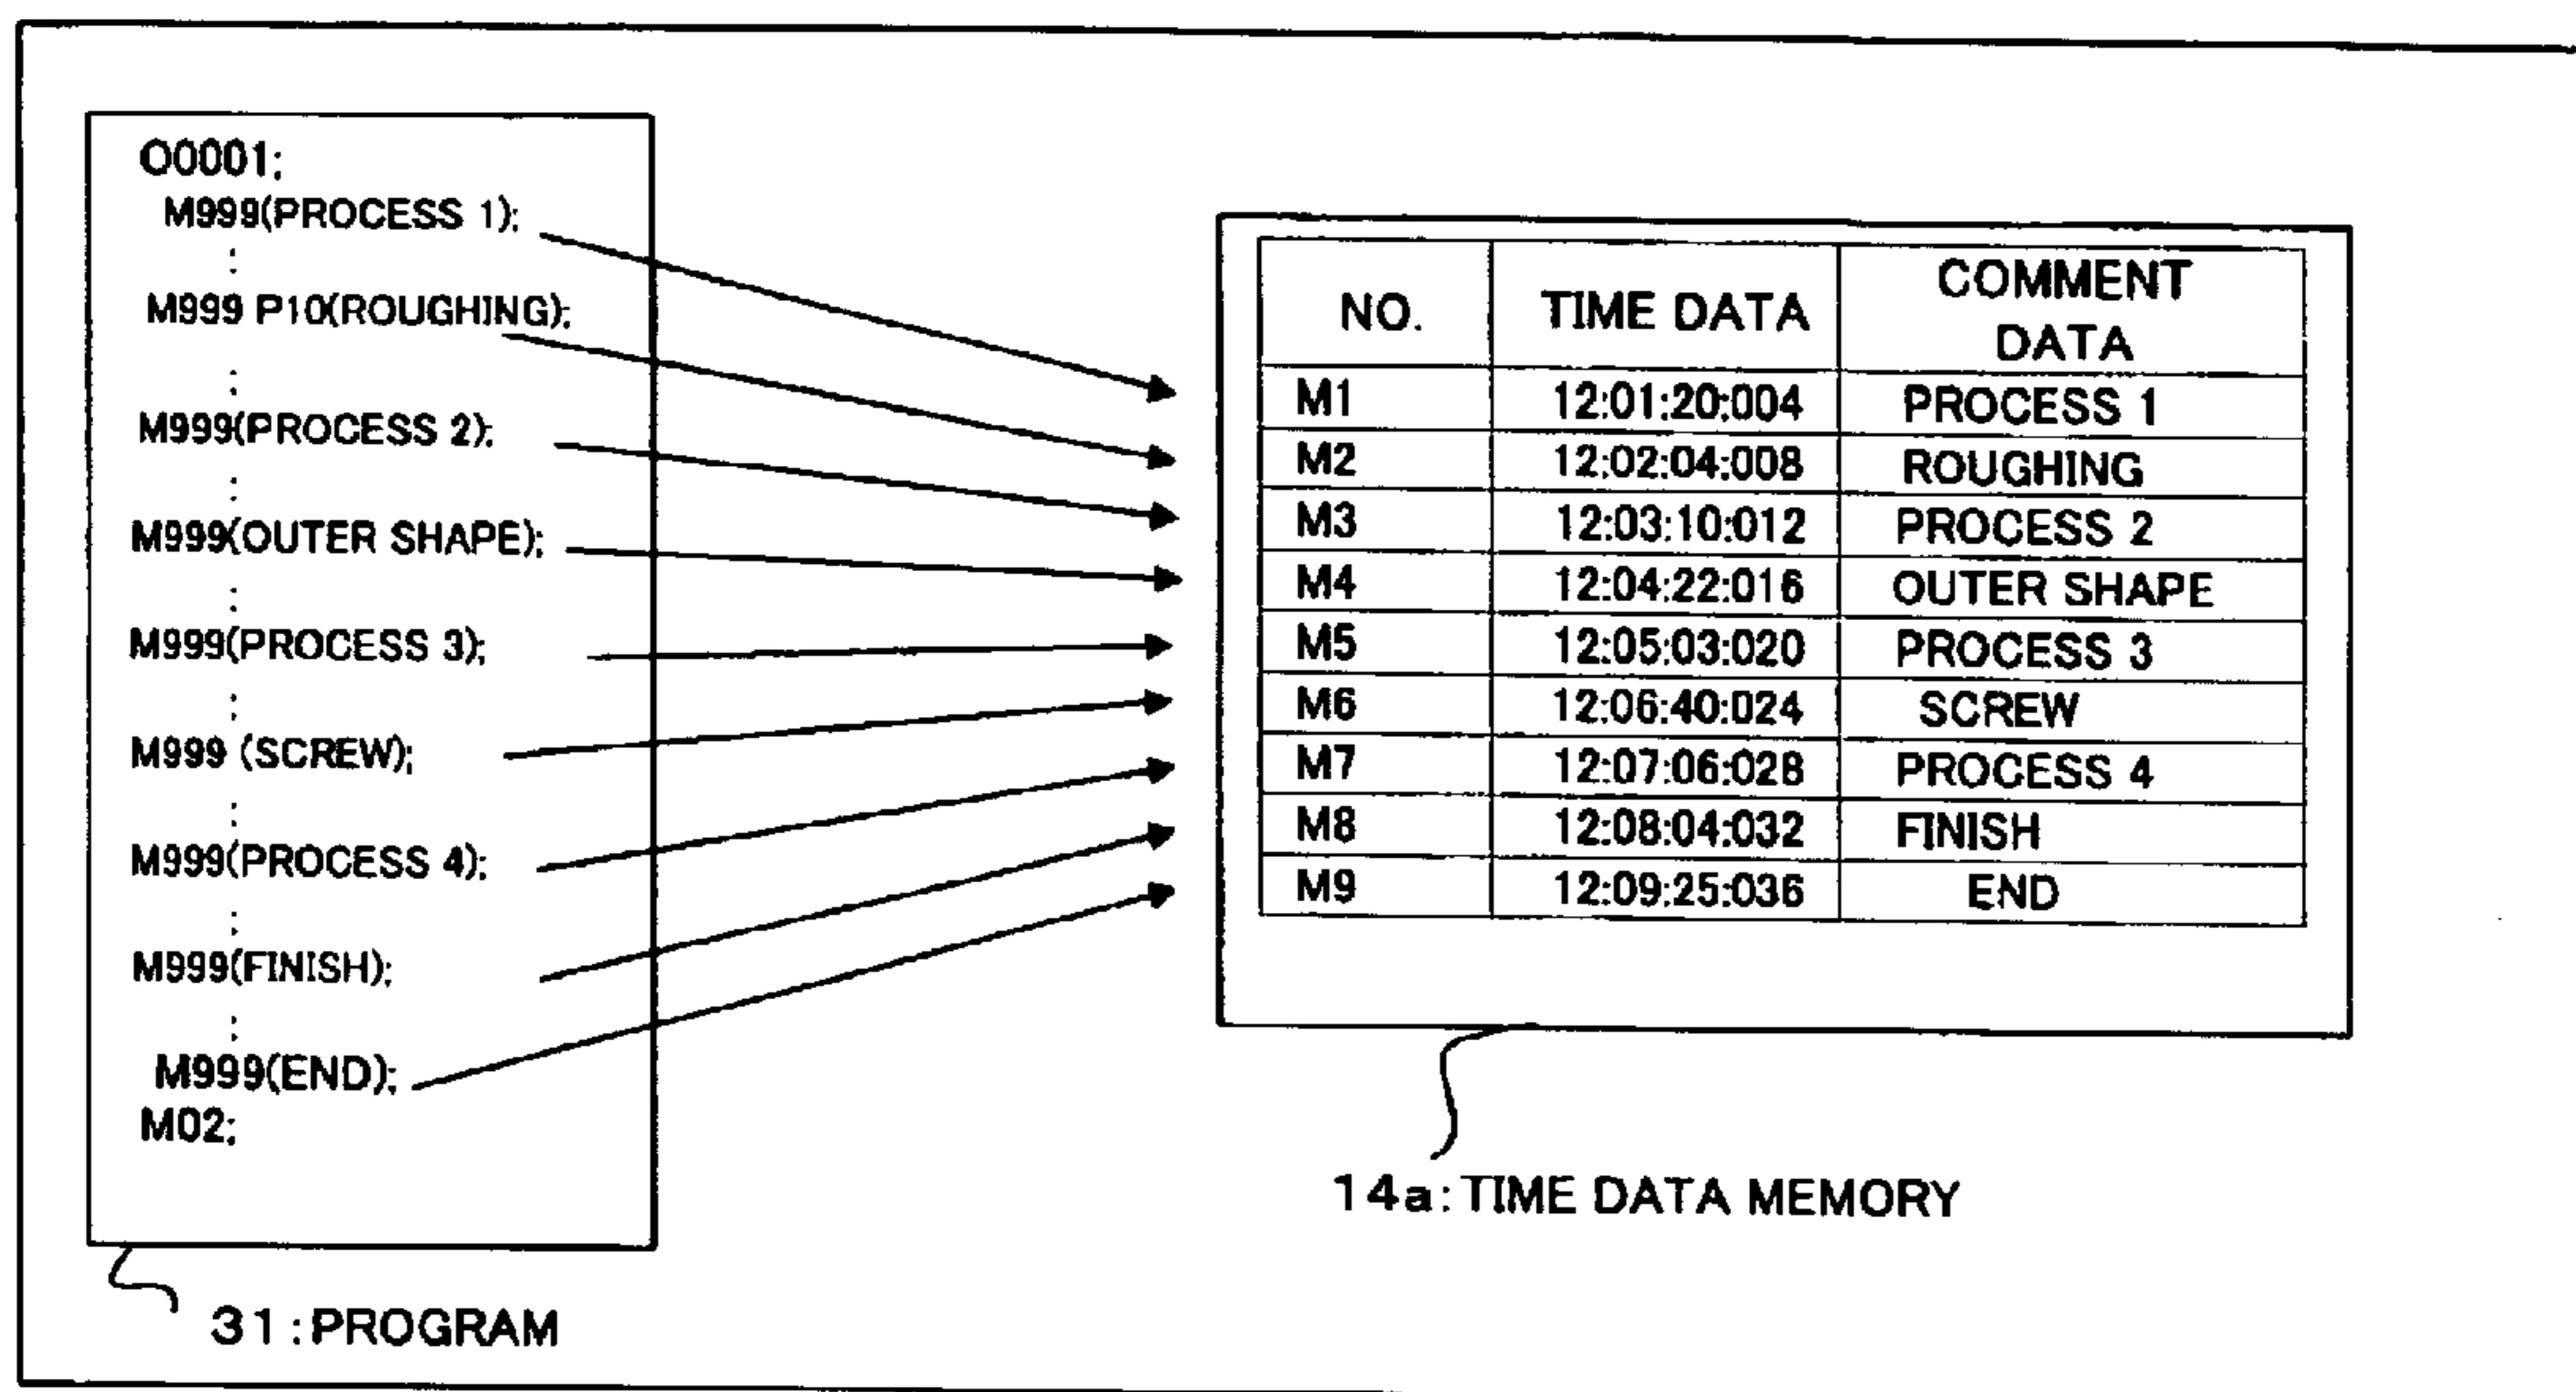 O0001;
M999(PROCESS 1);
:
M999 P10(ROUGHING);
:
M999(PROCESS 2);
:
M999(OUTER SHAPE);
:
M999(PROCESS 3);
:
M999 (SCREW);
:
M999(PROCESS 4);
:
M999(FINISH);
:
M999(END);
M02;
31:PROGRAM
NO. TIME DATA COMMENT DATA
M1 12:01:20:004 PROCESS 1
M2 12:02:04:008 ROUGHING
M3 12:03:10:012 PROCESS 2
M4 12:04:22:016 OUTER SHAPE
M5 12:05:03:020 PROCESS 3
M6 12:06:40:024 SCREW
M7 12:07:06:028 PROCESS 4
M8 12:08:04:032 FINISH
M9 12:09:25:036 END
14a:TIME DATA MEMORY